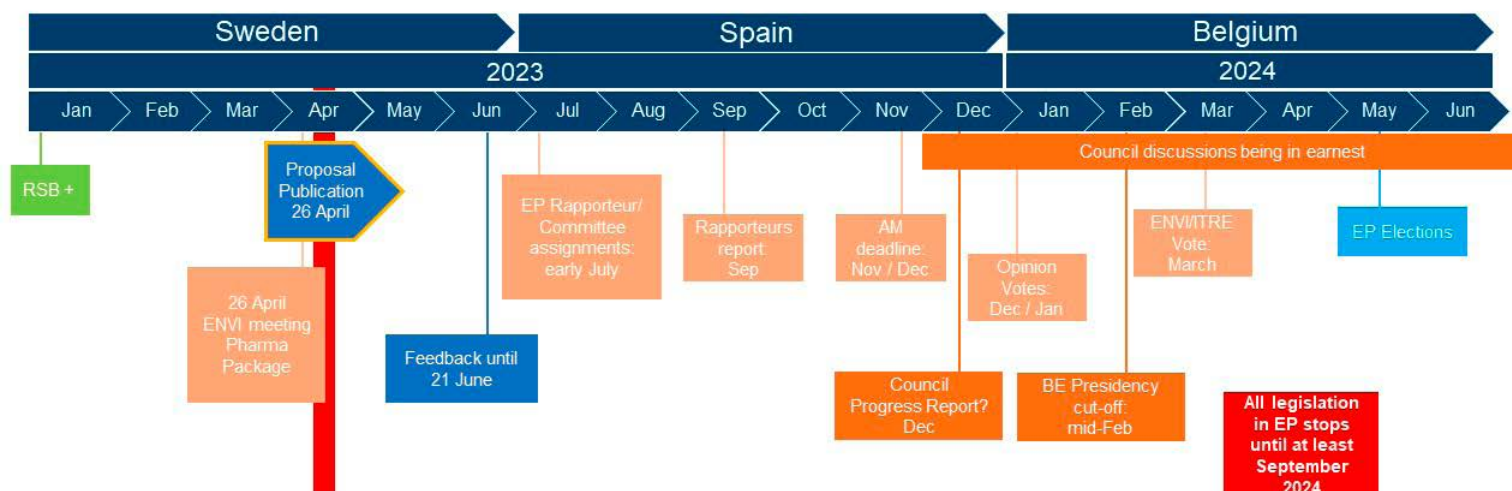 Sweden
Spain
Belgium
2023
2024
Jan
Feb
Mar
Apr
May
Jun
Jul
Aug
Sep
Oct
Nov
Dec
Jan
Feb
Mar
Apr
May
Jun
Council discussions being in earnest
RSB +
Proposal
Publication
26 April
EP Rapporteur/
Committee
assignments:
early July
Rapporteurs
report:
Sep
AM
deadline:
Nov / Dec
Opinion
Votes:
Dec / Jan
ENVI/ITRE
Vote:
March
EP Elections
26 April
ENVI meeting
Pharma
Package
Feedback until
21 June
Council
Progress Report?
Dec
BE Presidency
cut-off:
mid-Feb
All legislation
in EP stops
until at least
September
2024